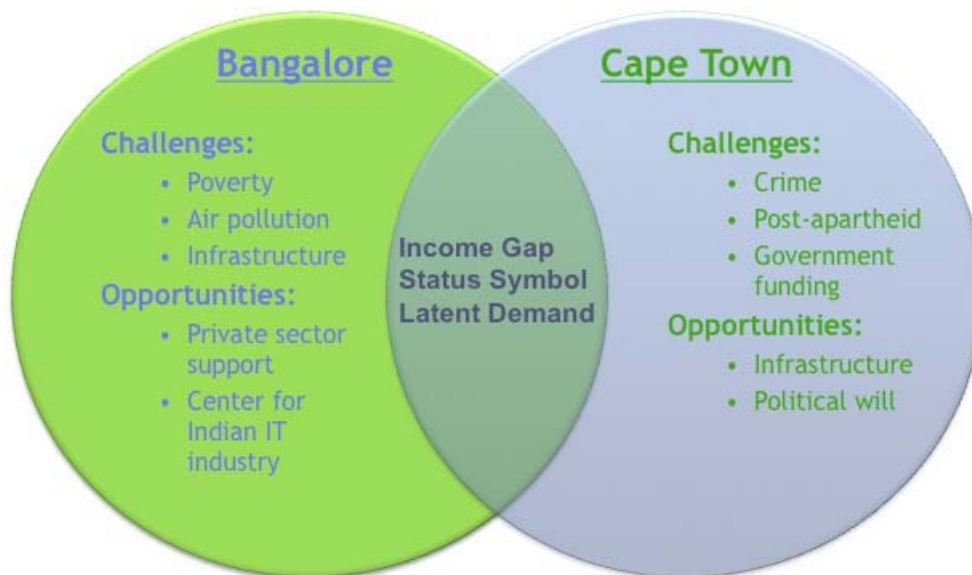 Bangalore
Challenges:
• Poverty
• Air pollution
• Infrastructure
Opportunities:
• Private sector
support
• Center for
Indian IT
industry
Income Gap
Status Symbol
Latent Demand
Cape Town
Challenges:
• Crime
• Post-apartheid
• Government
funding
Opportunities:
• Infrastructure
• Political will